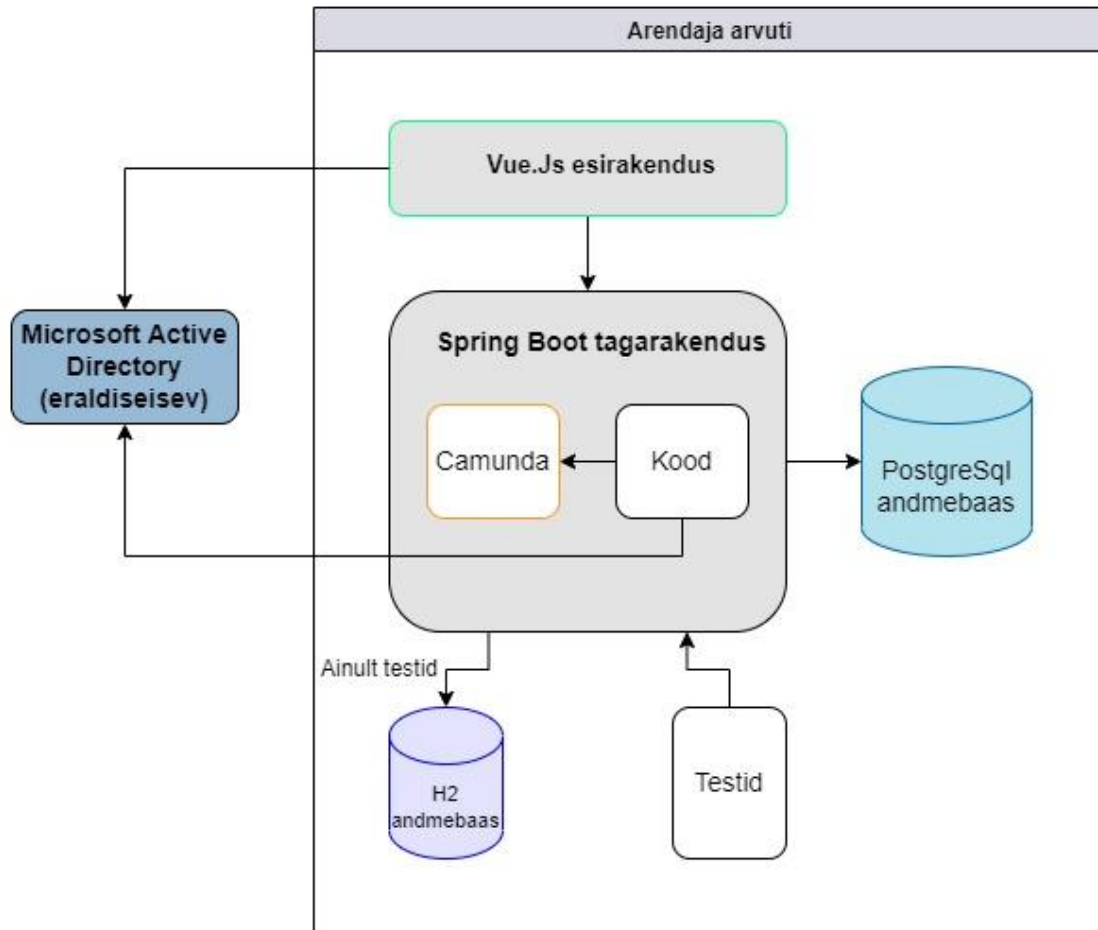 Arendaja arvuti
Vue.Js esirakendus
Microsoft Active
Directory
(eraldiseisev)
Spring Boot tagarakendus
Camunda
Kood
PostgreSql
andmebaas
Ainult testid
H2
andmebaas
Testid